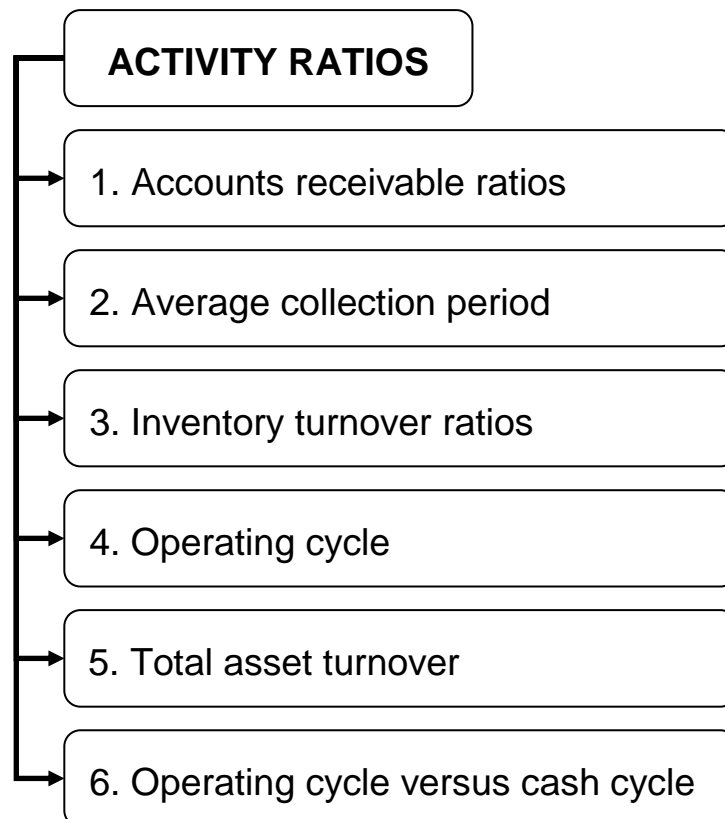 ACTIVITY RATIOS
1. Accounts receivable ratios
2. Average collection period
3. Inventory turnover ratios
4. Operating cycle
5. Total asset turnover
6. Operating cycle versus cash cycle